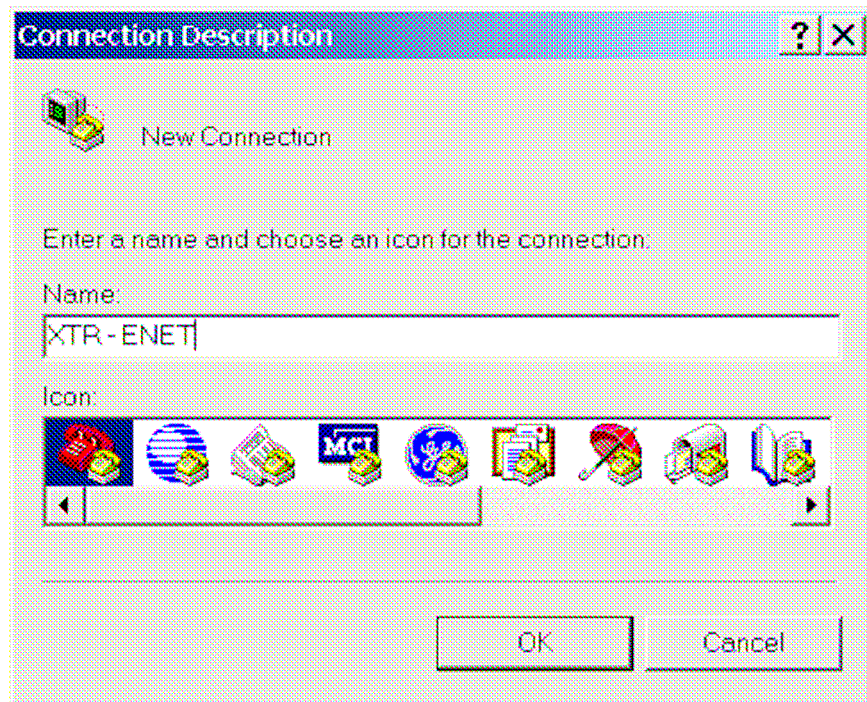 Connection Description
New Connection
Enter a name and choose an icon for the connection:
Name:
XTR - ENET
Icon:
MCI
OK
Cancel